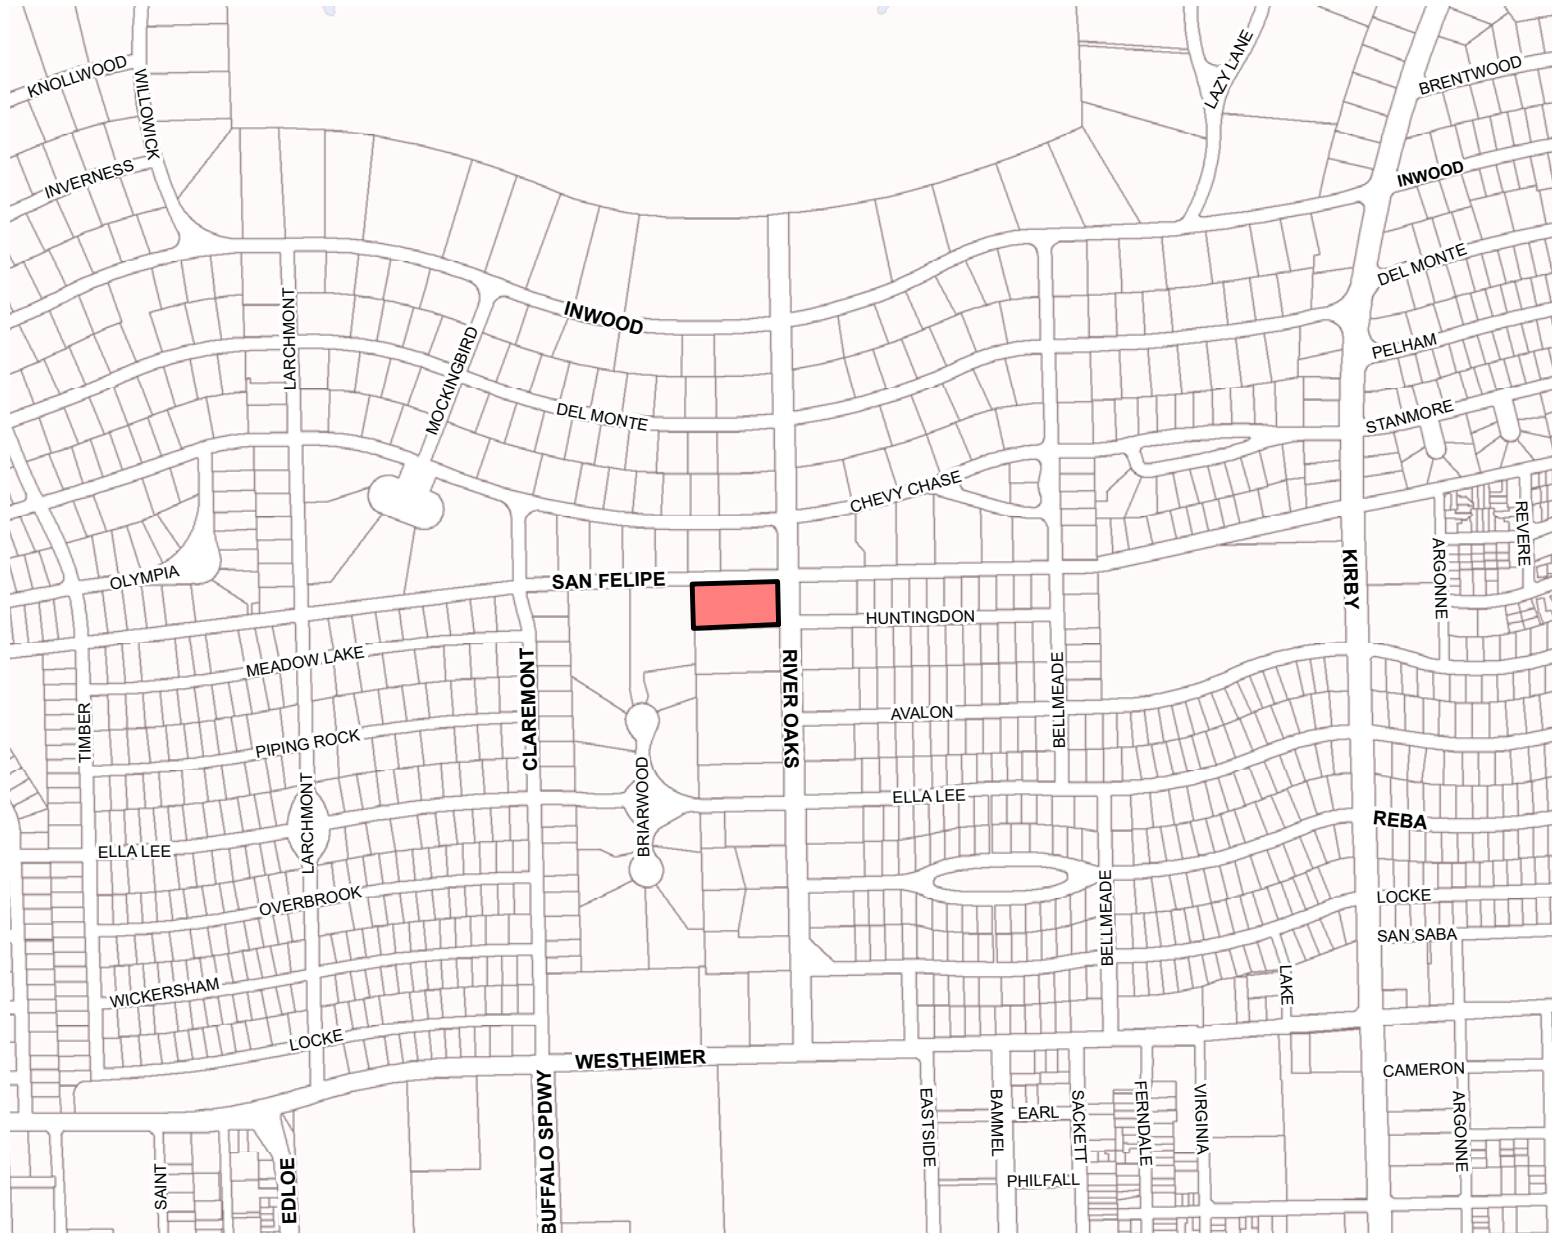 LAZY LANE
KNOLLWOOD
WILLOWICK
BRENTWOOD
INVERNESS
INWOOD
DEL MONTE
LARCHMONT
INWOOD
MOCKINGBIRD
PELHAM
DEL MONTE
STANMORE
CHEVY CHASE
REVERE
ARGONNE
OLYMPIA
SAN FELIPE
KIRBY
HUNTINGDON
MEADOW LAKE
CLAREMONT
RIVER OAKS
BELLMEADE
TIMBER
AVALON
PIPING ROCK
BRIARWOOD
LARCHMONT
ELLA LEE
REBA
ELLA LEE
OVERBROOK
BELLMEADE
LOCKE
SAN SABA
WICKERSHAM
LAKE
LOCKE
WESTHEIMER
CAMERON
EASTSIDE
BAMMEL
EARL
SACKETT
FERNDALE
VIRGINIA
ARGONNE
BUFFALO SPDWY
SAINT
EDLOE
PHILFALL